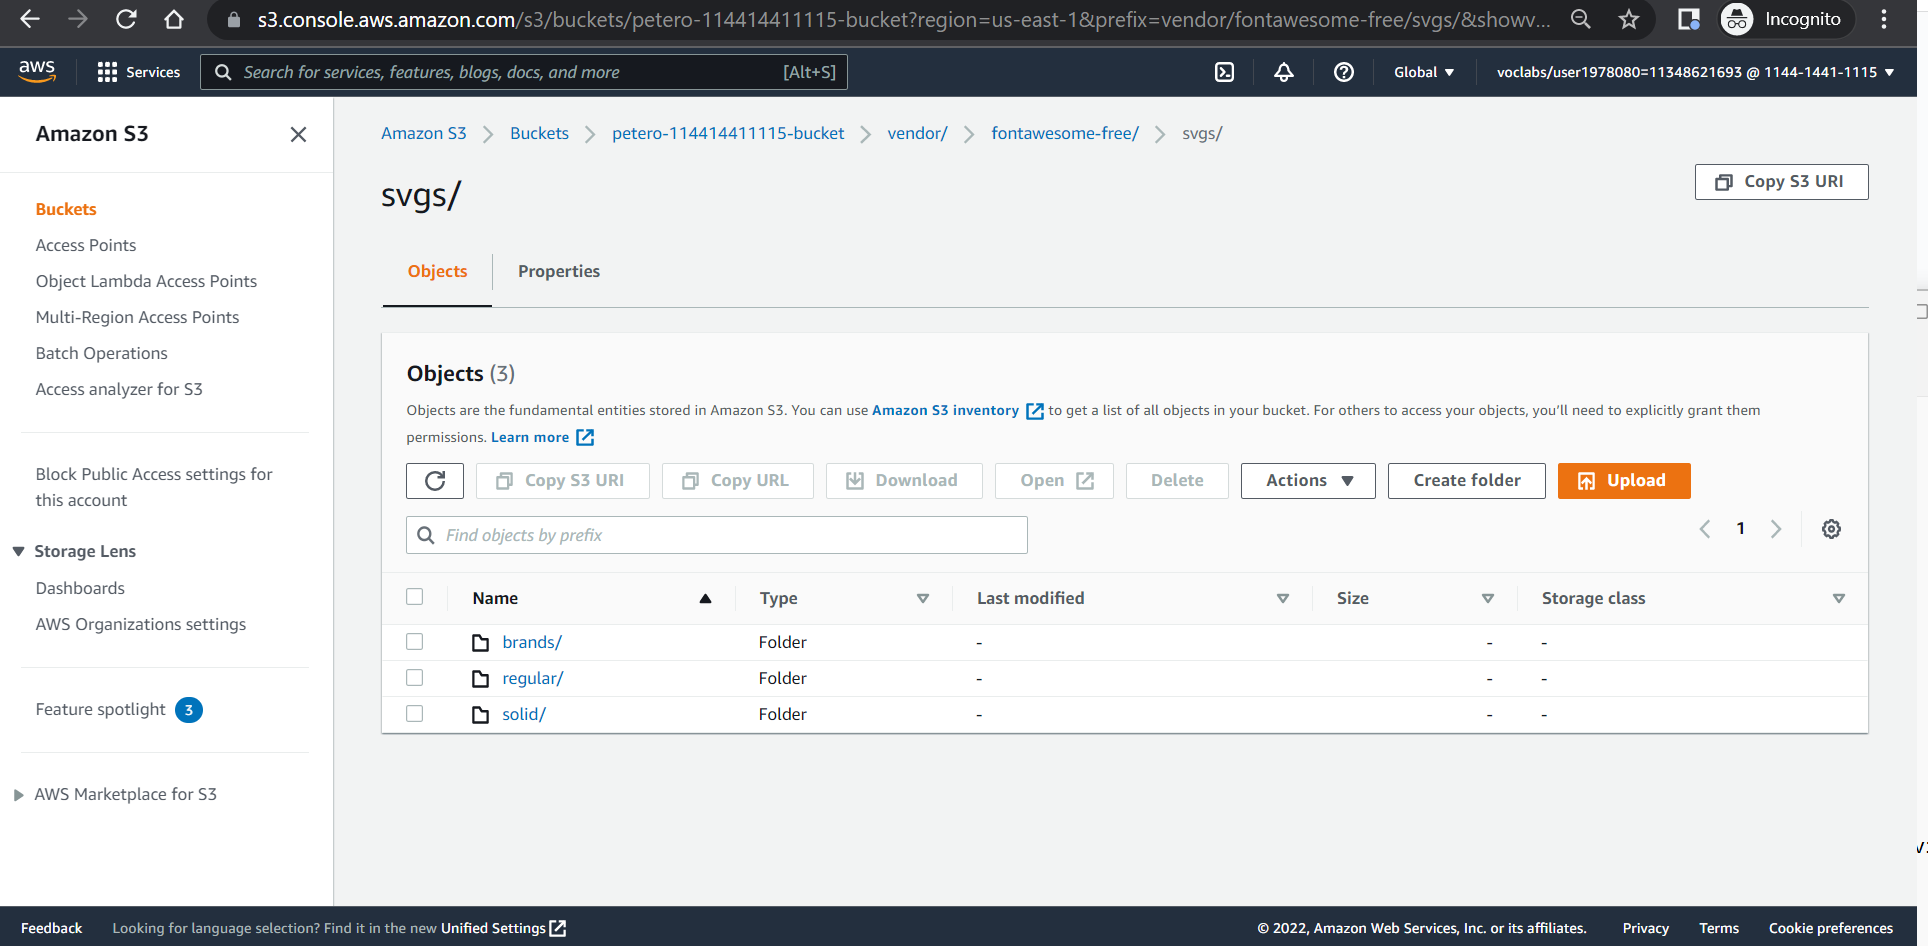 s3.console.aws.amazon.com/s3/buckets/petero-114414411115-bucket?region=us-east-1&prefix=vendor/fontawesome-free/svgs/&showv...
Incognito
aws
Services
Search for services, features, blogs, docs, and more
[Alt+S]
Global
voclabs/user1978080=11348621693 @ 1144-1441-1115
Amazon S3
Buckets
Access Points
Object Lambda Access Points
Multi-Region Access Points
Batch Operations
Access analyzer for S3
Block Public Access settings for
this account
Storage Lens
Dashboards
AWS Organizations settings
Feature spotlight 3
AWS Marketplace for S3
Amazon S3 Buckets petero-114414411115-bucket vendor/ fontawesome-free/ svgs/
svgs/
Copy S3 URI
Objects Properties
Objects (3)
Objects are the fundamental entities stored in Amazon S3. You can use Amazon S3 inventory to get a list of all objects in your bucket. For others to access your objects, you'll need to explicitly grant them
permissions. Learn more
Copy S3 URI Copy URL Download Open Delete Actions Create folder Upload
Find objects by prefix
1
Name Type Last modified Size Storage class
brands/ Folder - - -
regular/ Folder - - -
solid/ Folder - - -
Feedback Looking for language selection? Find it in the new Unified Settings © 2022, Amazon Web Services, Inc. or its affiliates. Privacy Terms Cookie preferences